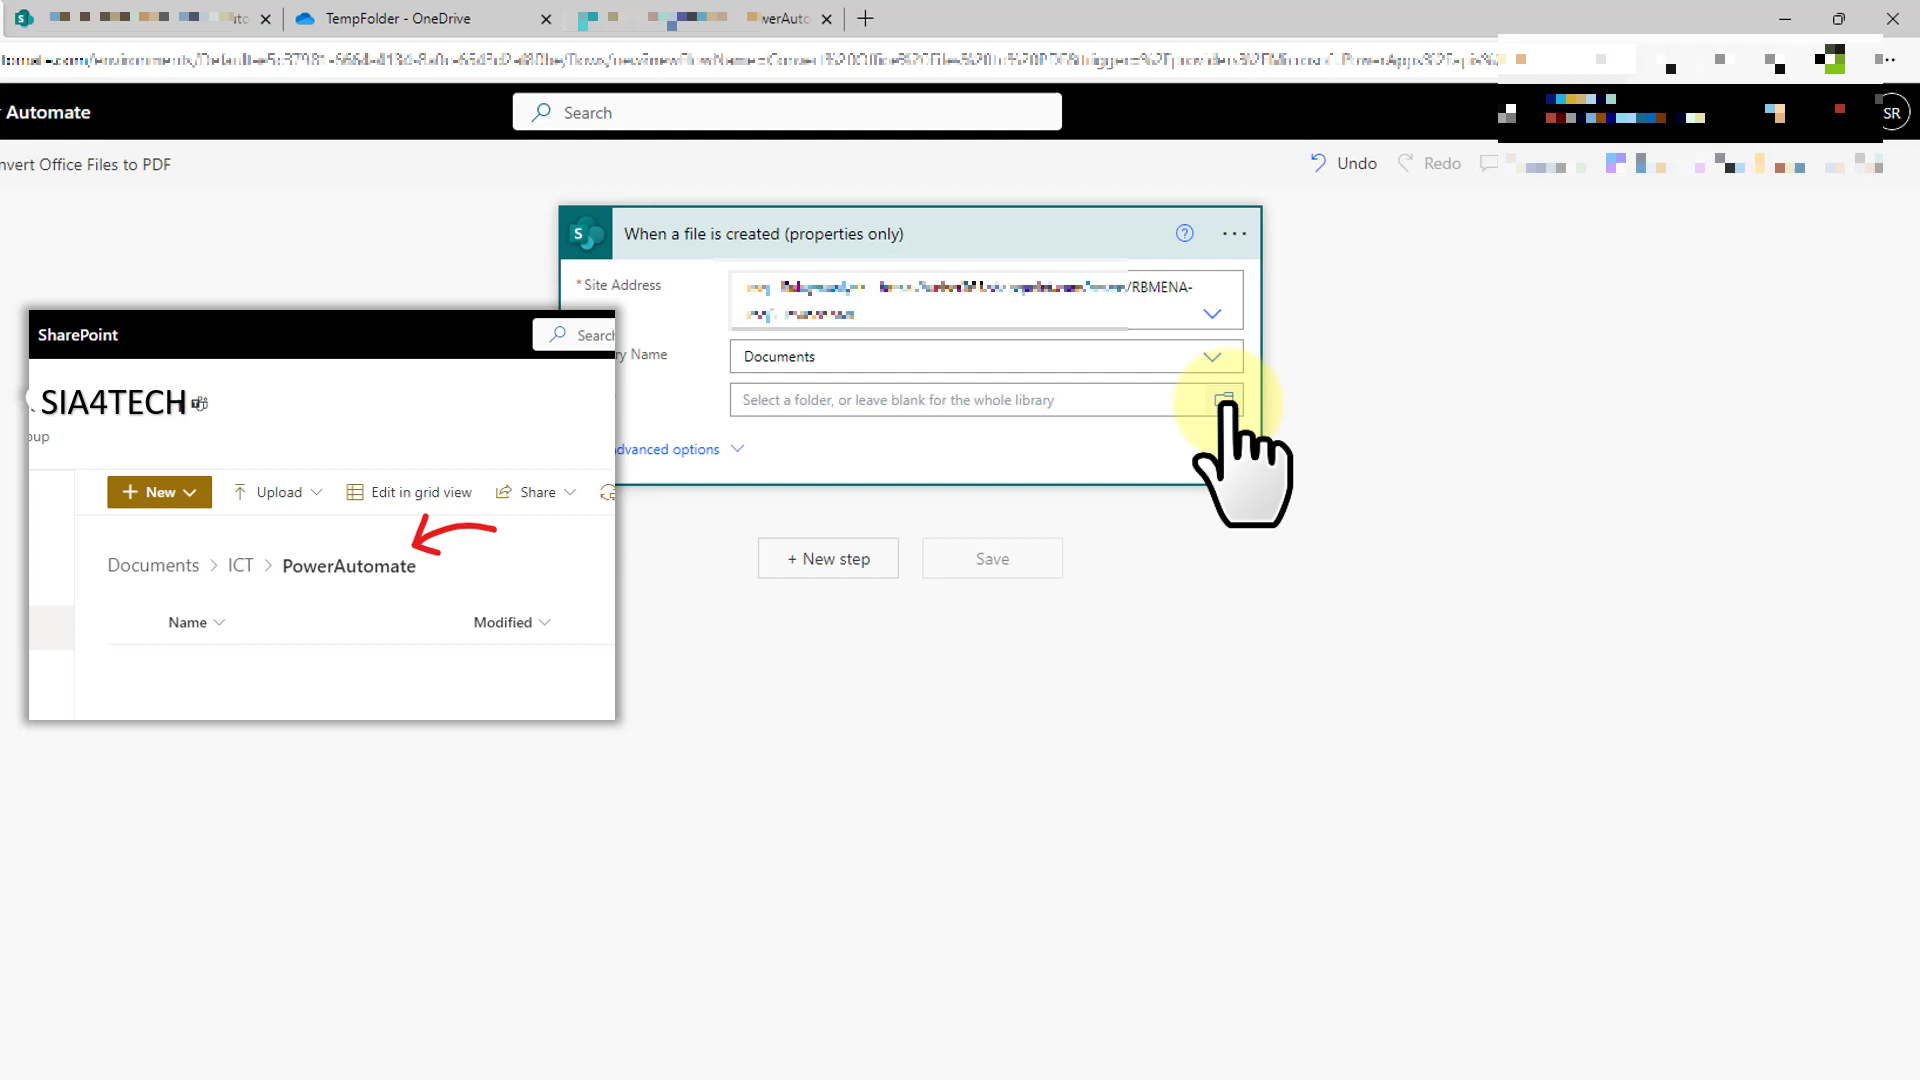 TempFolder - OneDrive
werAuto
Automate
Search
SR
nvert Office Files to PDF
Undo
Redo
When a file is created (properties only)
* Site Address
/RBMENA-
ry Name
Documents
Select a folder, or leave blank for the whole library
dvanced options
+ New step
Save
SharePoint
Search
SIA4TECH
oup
+ New
Upload
Edit in grid view
Share
Documents > ICT > PowerAutomate
Name
Modified